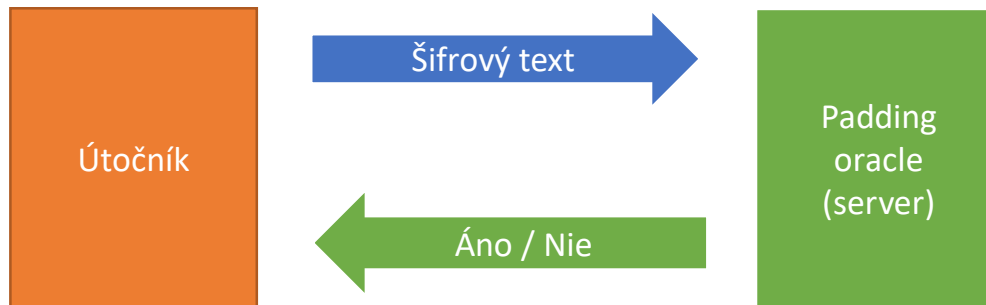 Útočník
Šifrový text
Áno / Nie
Padding
oracle
(server)